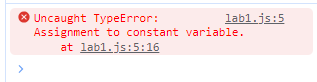 Uncaught TypeError: lab1.js:5
Assignment to constant variable.
at lab1.js:5:16